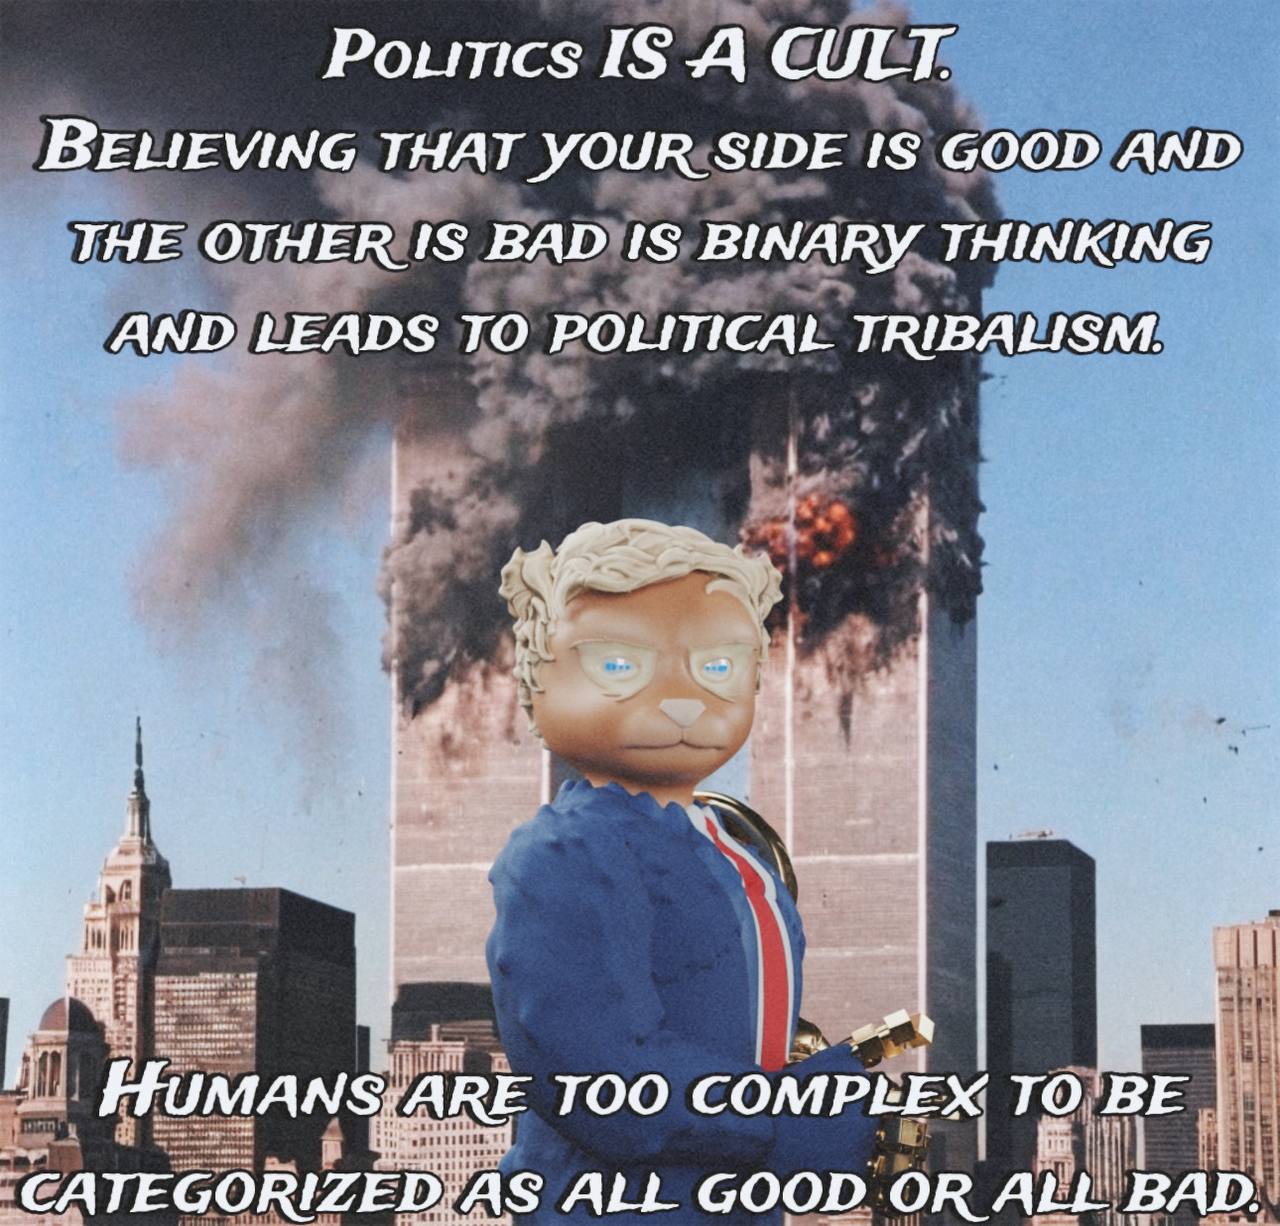 Politics IS A CULT.
Believing that your side is good and
the other is bad is binary thinking
and leads to political tribalism.
Humans are too complex to be
categorized as all good or all bad.